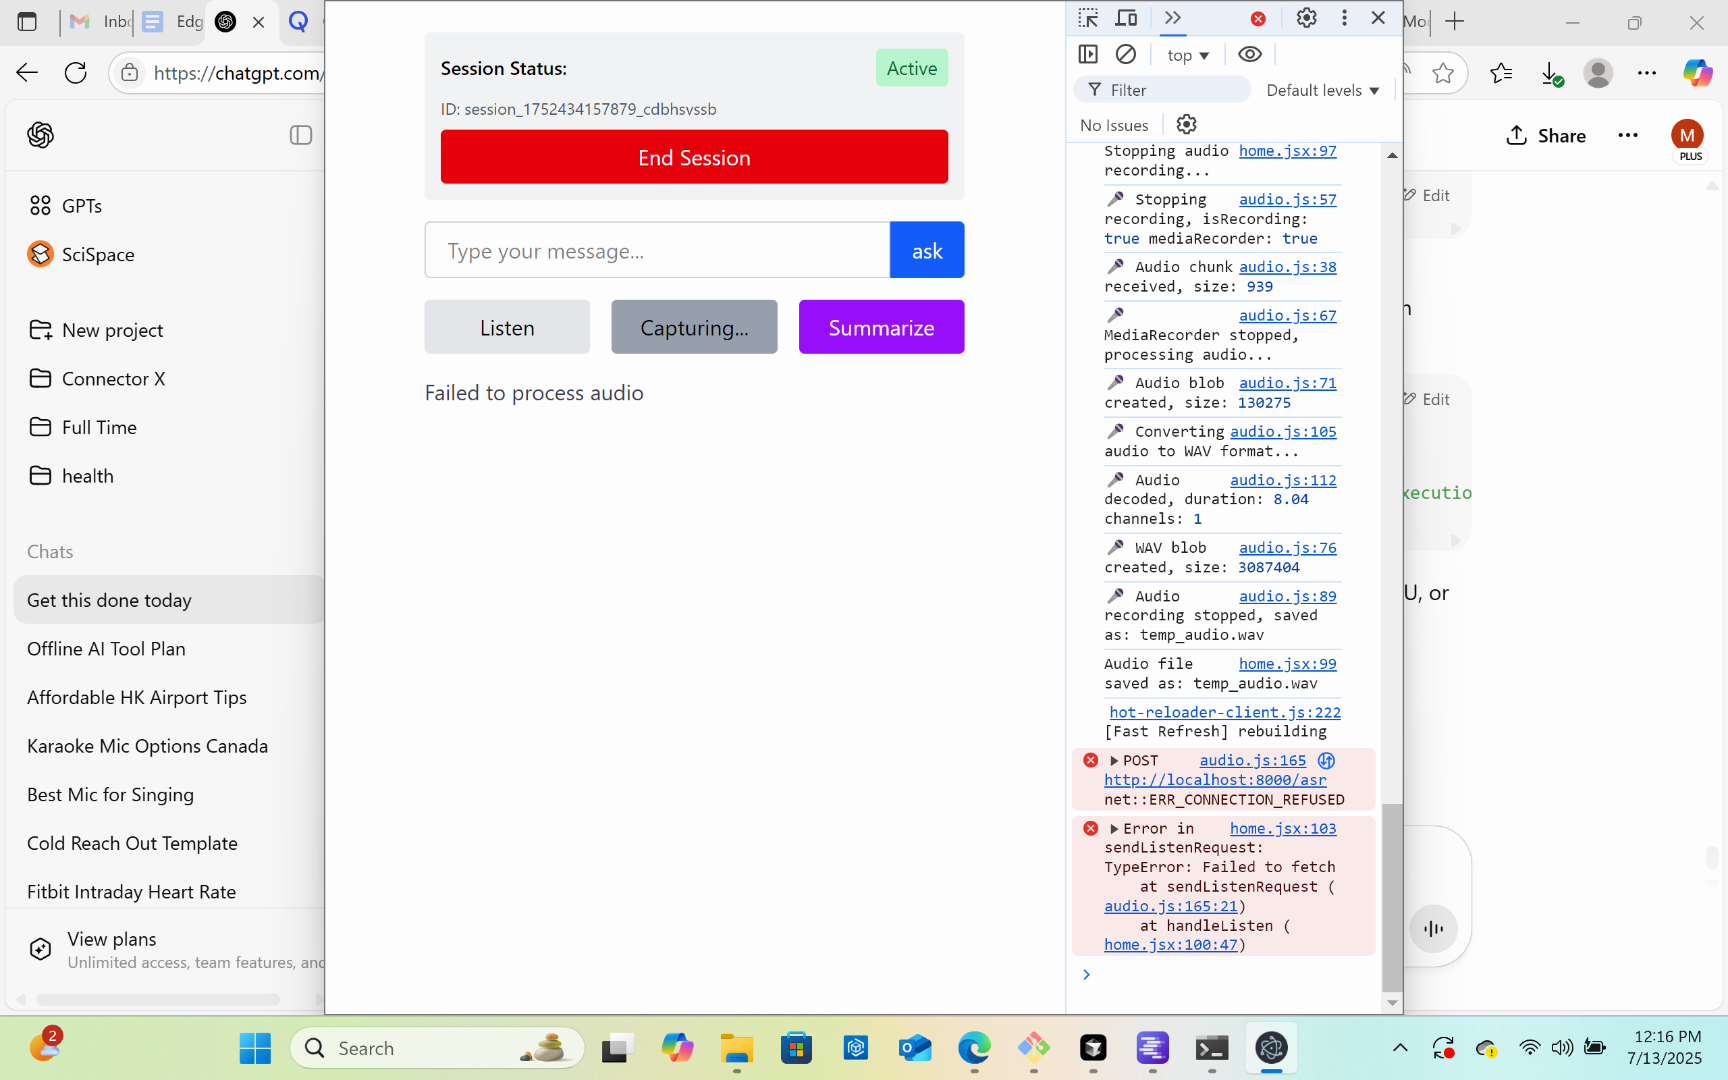 Inb
Edg
https://chatgpt.com/
GPTs
SciSpace
New project
Connector X
Full Time
health
Chats
Get this done today
Offline AI Tool Plan
Affordable HK Airport Tips
Karaoke Mic Options Canada
Best Mic for Singing
Cold Reach Out Template
Fitbit Intraday Heart Rate
View plans
Unlimited access, team features, and
Session Status:
Active
ID: session_1752434157879_cdbhsvssb
End Session
Type your message...
ask
Listen
Capturing...
Summarize
Failed to process audio
top
Filter
Default levels
No Issues
Stopping audio home.jsx:97
recording...
Stopping audio.js:57
recording, isRecording:
true mediaRecorder: true
Audio chunk audio.js:38
received, size: 939
audio.js:67
MediaRecorder stopped,
processing audio...
Audio blob audio.js:71
created, size: 130275
Converting audio.js:105
audio to WAV format...
Audio audio.js:112
decoded, duration: 8.04
channels: 1
WAV blob audio.js:76
created, size: 3087404
Audio audio.js:89
recording stopped, saved
as: temp_audio.wav
Audio file home.jsx:99
saved as: temp_audio.wav
hot-reloader-client.js:222
[Fast Refresh] rebuilding
POST audio.js:165
http://localhost:8000/asr
net::ERR_CONNECTION_REFUSED
Error in home.jsx:103
sendListenRequest:
TypeError: Failed to fetch
at sendListenRequest (
audio.js:165:21)
at handleListen (
home.jsx:100:47)
Mo
Share
M
PLUS
Edit
n
Edit
xecutio
U, or
2
Search
12:16 PM
7/13/2025